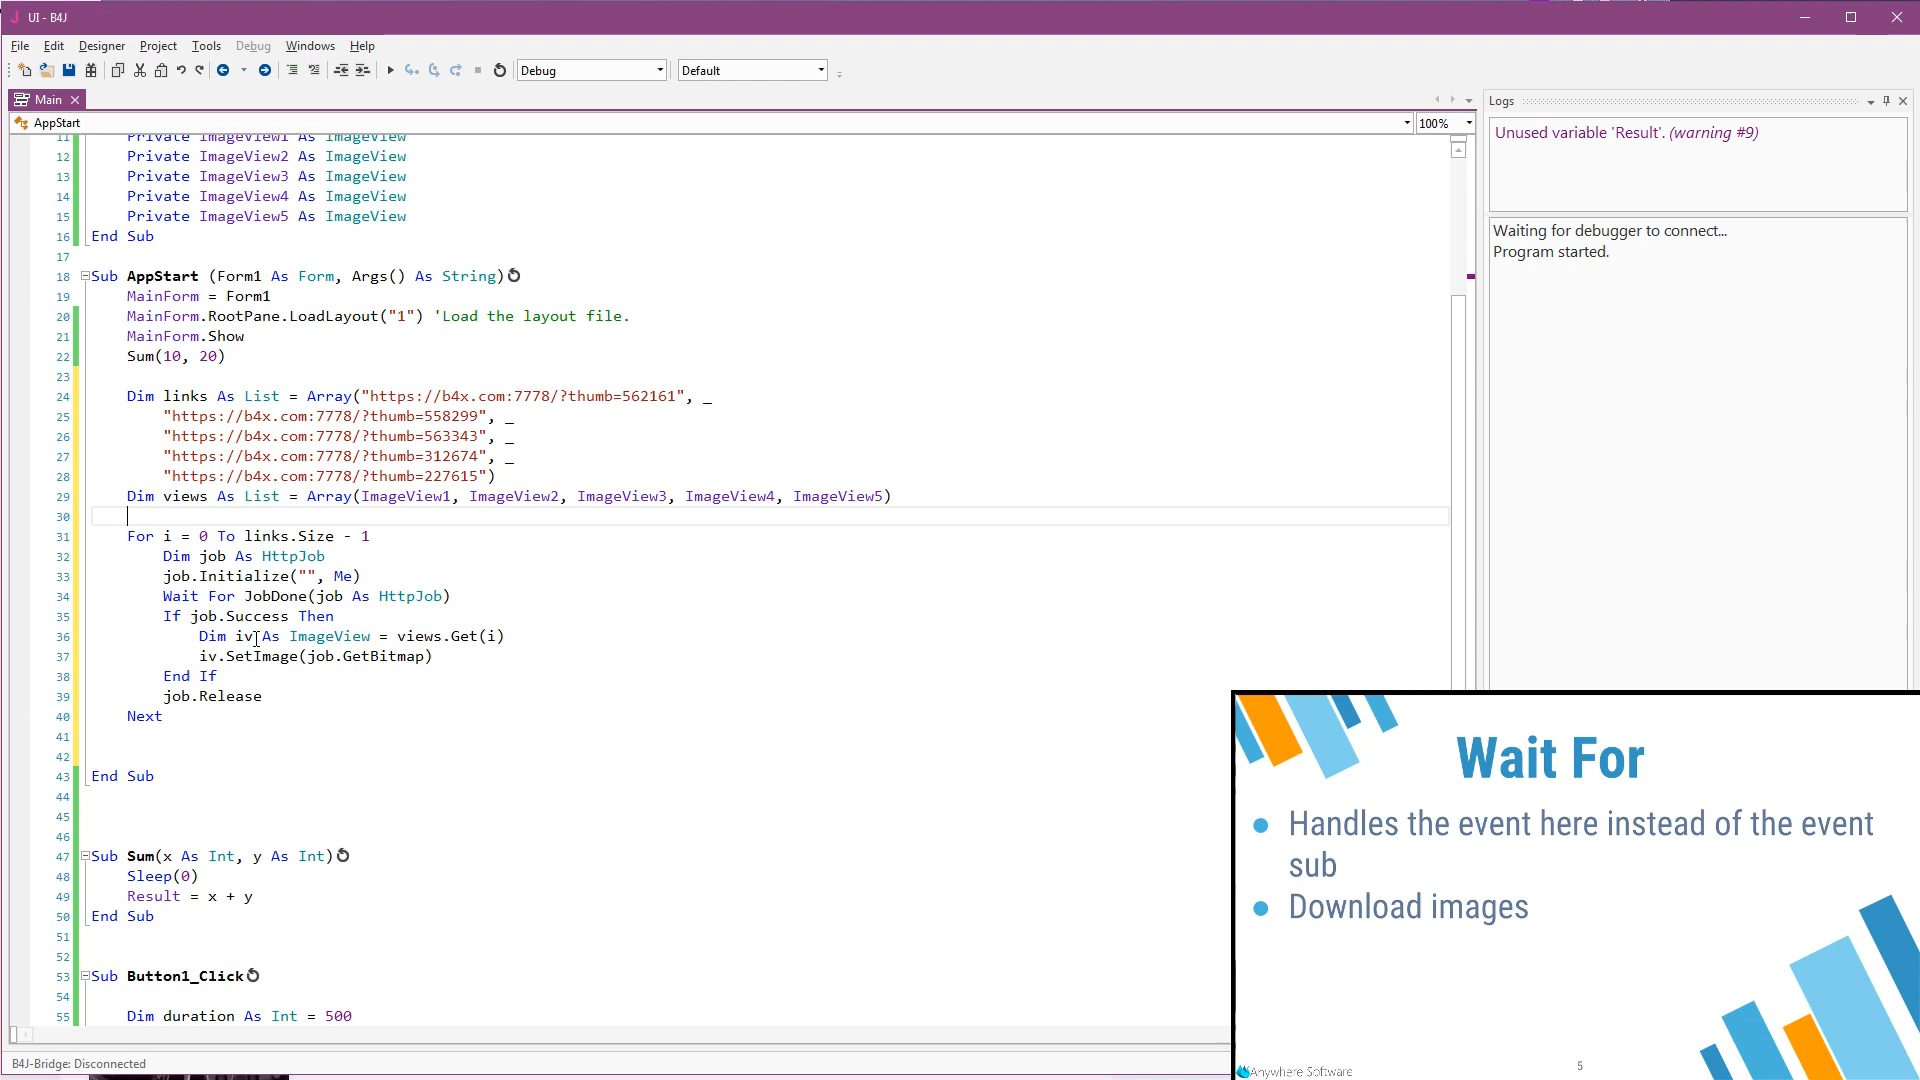 UI - B4J
File Edit Designer Project Tools Debug Windows Help
Debug Default
Main
AppStart 100%
11 Private ImageView1 As ImageView
12 Private ImageView2 As ImageView
13 Private ImageView3 As ImageView
14 Private ImageView4 As ImageView
15 Private ImageView5 As ImageView
16 End Sub
17
18 Sub AppStart (Form1 As Form, Args() As String)
19 MainForm = Form1
20 MainForm.RootPane.LoadLayout("1") 'Load the layout file.
21 MainForm.Show
22 Sum(10, 20)
23
24 Dim links As List = Array("https://b4x.com:7778/?thumb=562161", _
25 "https://b4x.com:7778/?thumb=558299", _
26 "https://b4x.com:7778/?thumb=563343", _
27 "https://b4x.com:7778/?thumb=312674", _
28 "https://b4x.com:7778/?thumb=227615")
29 Dim views As List = Array(ImageView1, ImageView2, ImageView3, ImageView4, ImageView5)
30
31 For i = 0 To links.Size - 1
32 Dim job As HttpJob
33 job.Initialize("", Me)
34 Wait For JobDone(job As HttpJob)
35 If job.Success Then
36 Dim iv As ImageView = views.Get(i)
37 iv.SetImage(job.GetBitmap)
38 End If
39 job.Release
40 Next
41
42
43 End Sub
44
45
46
47 Sub Sum(x As Int, y As Int)
48 Sleep(0)
49 Result = x + y
50 End Sub
51
52
53 Sub Button1_Click
54
55 Dim duration As Int = 500
B4J-Bridge: Disconnected
Logs
Unused variable 'Result'. (warning #9)
Waiting for debugger to connect...
Program started.
Wait For
● Handles the event here instead of the event
sub
● Download images
Anywhere Software
5